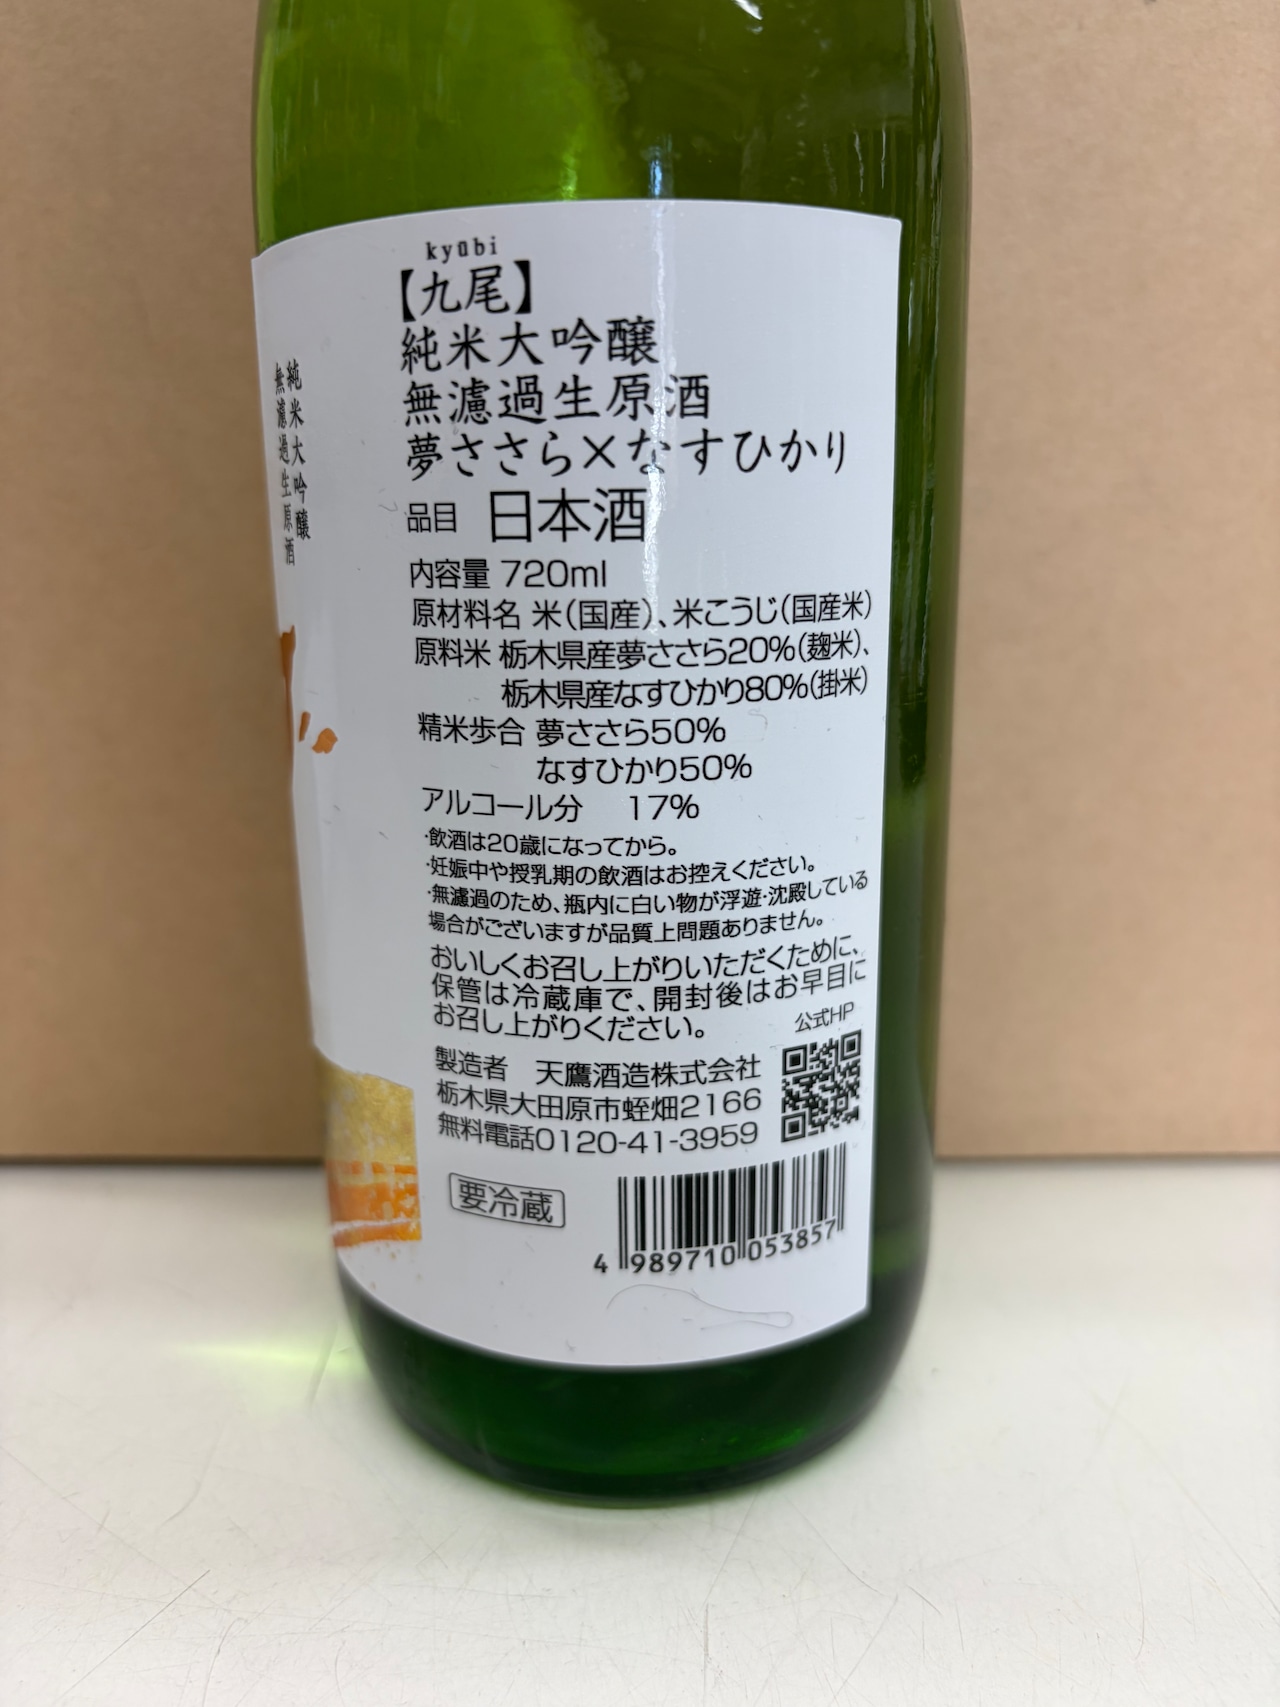 kyūbi
【九尾】
純米大吟醸
無濾過生原酒
夢ささら×なすひかり
品目 日本酒
内容量 720ml
原材料名 米(国産)、米こうじ(国産米)
原料米 栃木県産夢ささら20%(麹米)、
栃木県産なすひかり80%(掛米)
精米歩合 夢ささら50%
なすひかり50%
アルコール分 17%
・飲酒は20歳になってから。
・妊娠中や授乳期の飲酒はお控えください。
・無濾過のため、瓶内に白い物が浮遊・沈殿している
場合がございますが品質上問題ありません。
おいしくお召し上がりいただくために、
保管は冷蔵庫で、開封後はお早目に
お召し上がりください。
公式HP
製造者 天鷹酒造株式会社
栃木県大田原市蛭畑2166
無料電話0120-41-3959
要冷蔵
4 989710 053857
純米大吟醸
無濾過生原酒